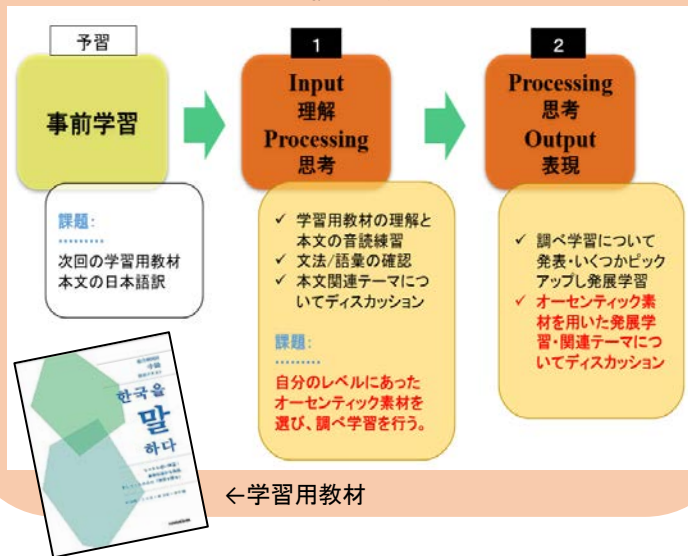 予習
事前学習
課題:
………
次回の学習用教材
本文の日本語訳
1
Input
理解
Processing
思考
✓ 学習用教材の理解と
本文の音読練習
✓ 文法/語彙の確認
✓ 本文関連テーマにつ
いてディスカッション
課題:
………
自分のレベルにあった
オーセンティック素材を
選び、調べ学習を行う。
2
Processing
思考
Output
表現
✓ 調べ学習について
発表・いくつかピック
アップし発展学習
✓ オーセンティック素
材を用いた発展学
習・関連テーマにつ
いてディスカッション
한국을
말
하다
←学習用教材